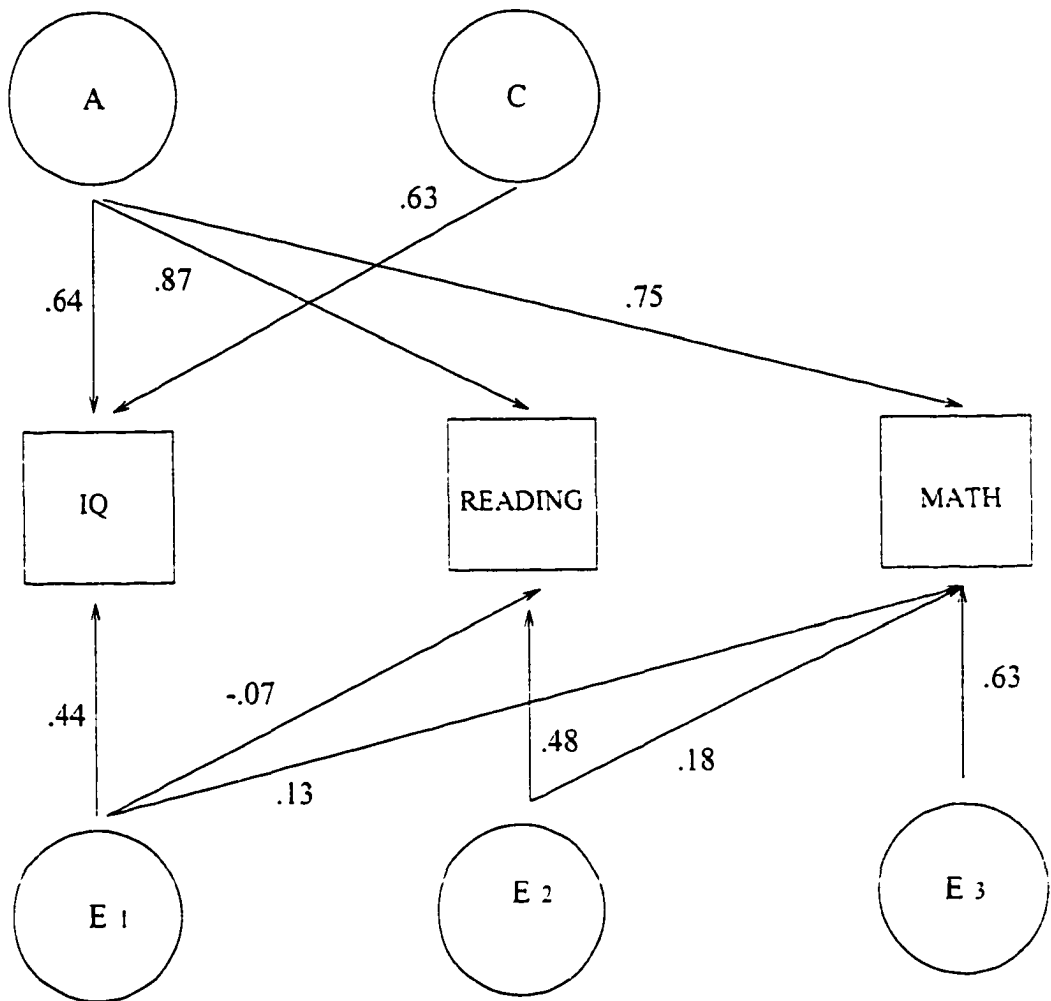 A
C
.63
.87
.64
.75
IQ
READING
MATH
-.07
.63
.44
.48
.18
.13
E 1
E 2
E 3